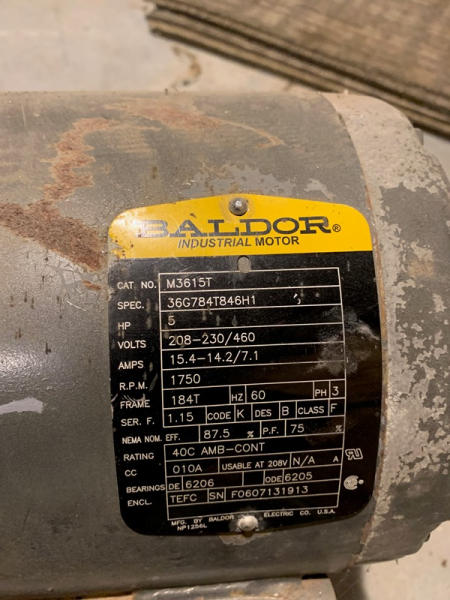 BALDOR®
INDUSTRIAL MOTOR
CAT. NO. M3615T
SPEC. 36G784T846H1
HP 5
VOLTS 208-230/460
AMPS 15.4-14.2/7.1
R.P.M. 1750
FRAME 184T HZ 60 PH 3
SER. F. 1.15 CODE K DES B CLASS F
NEMA NOM. EFF. 87.5 % P.F. 75 %
RATING 40C AMB-CONT
CC 010A USABLE AT 208V N/A A
BEARINGS DE 6206 ODE 6205
ENCL. TEFC SN F0607131913
MFG. BY BALDOR ELECTRIC CO. U.S.A.
NP1256L